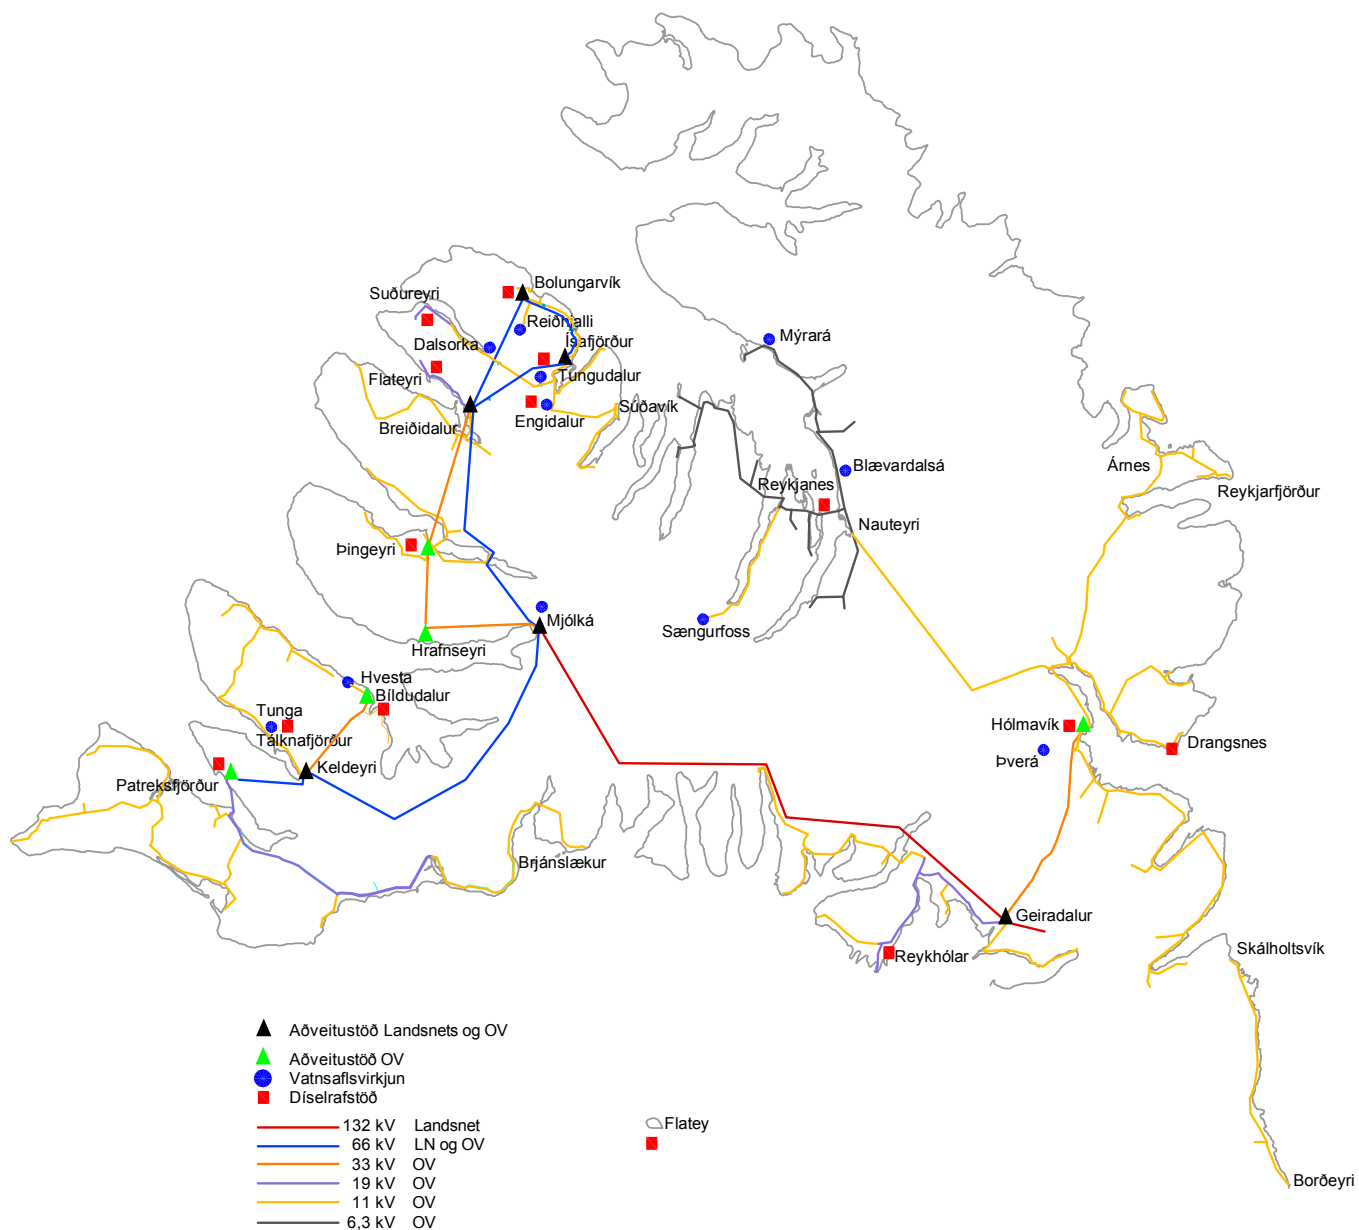 Bolungarvík
Suðureyri
Reiðhjalli
Dalsorka
Ísafjörður
Mýrará
Flateyri
Tungudalur
Súðavík
Engidalur
Breiðidalur
Árnes
Blævardalsá
Reykjanes
Reykjarfjörður
Nauteyri
Þingeyri
Mjólká
Sængurfoss
Hrafnseyri
Hvesta
Bíldudalur
Tunga
Tálknafjörður
Hólmavík
Drangsnes
Þverá
Keldeyri
Patreksfjörður
Brjánslækur
Geiradalur
Reykhólar
Skálholtsvík
Aðveitustöð Landsnets og OV
Aðveitustöð OV
Vatnsaflsvirkjun
Díselrafstöð
132 kV Landsnet
Flatey
66 kV LN og OV
33 kV OV
19 kV OV
Borðeyri
11 kV OV
6,3 kV OV